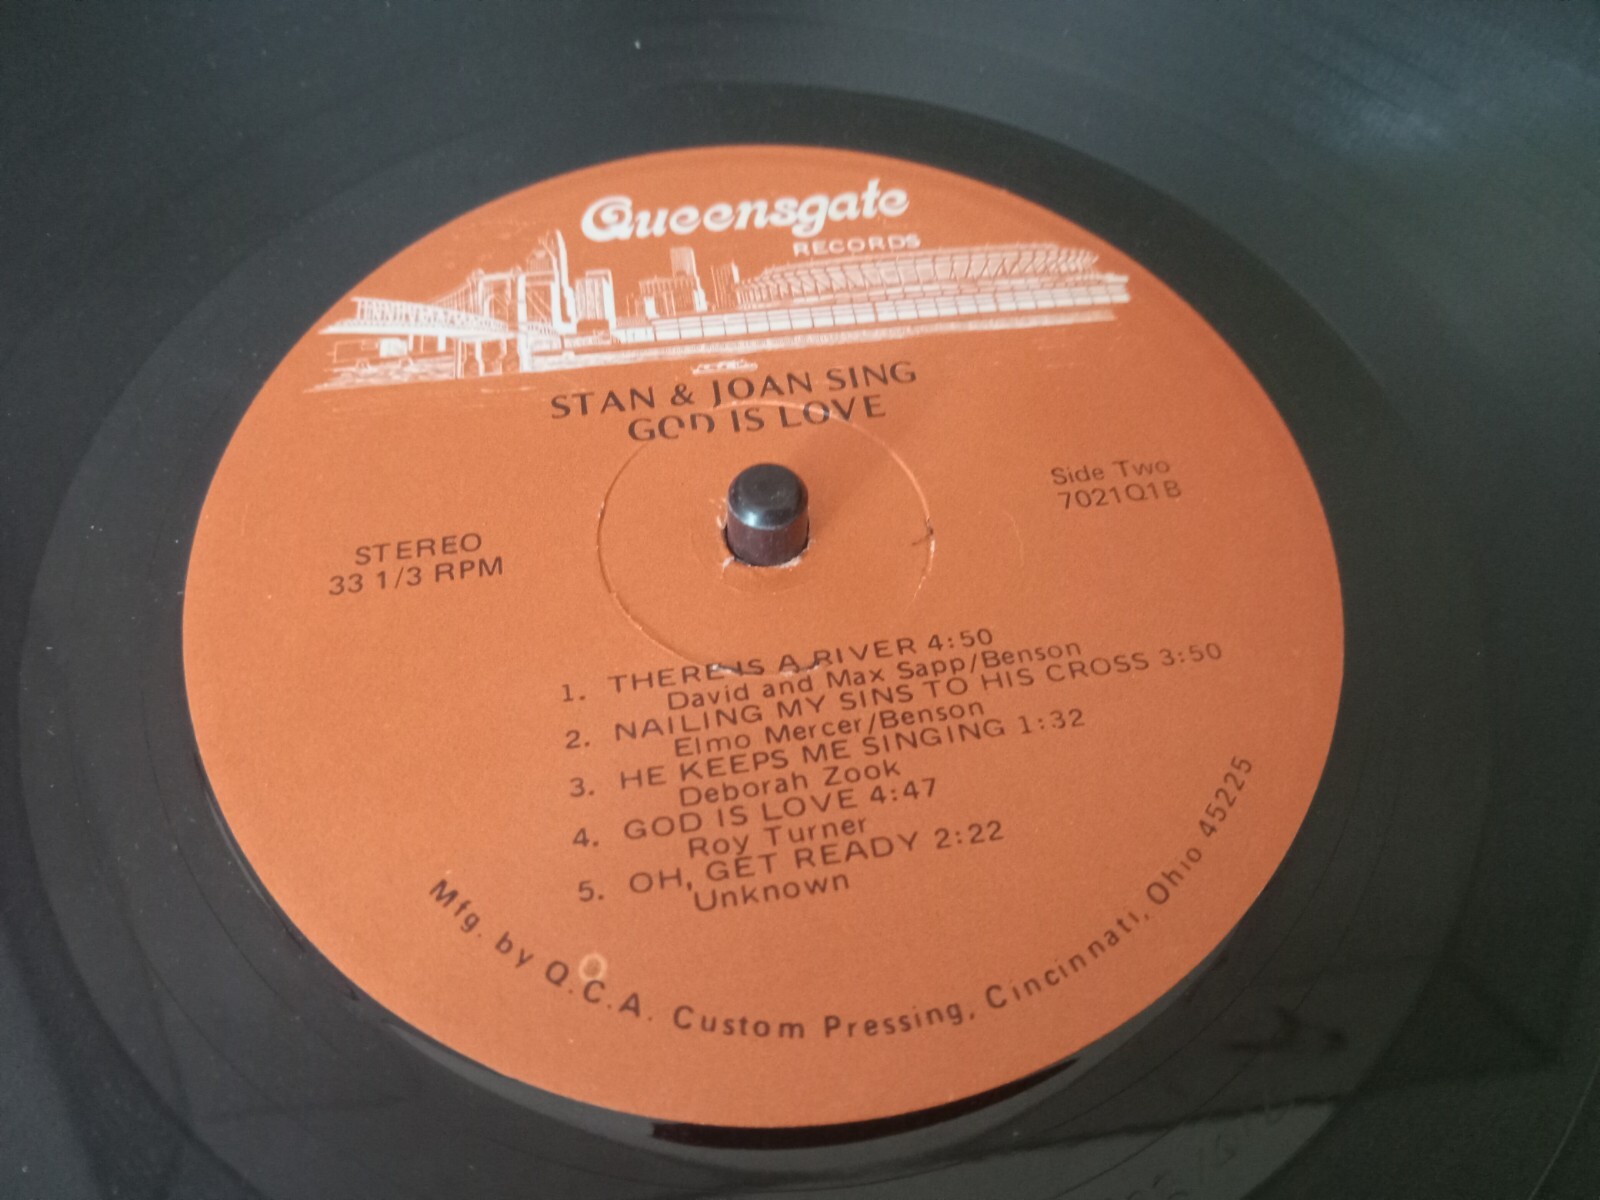 Queensgate
RECORDS
STAN & JOAN SING
GOD IS LOVE
Side Two
7021Q1B
STEREO
33 1/3 RPM
1. THERE IS A RIVER 4:50
David and Max Sapp/Benson
2. NAILING MY SINS TO HIS CROSS 3:50
Elmo Mercer/Benson
3. HE KEEPS ME SINGING 1:32
Deborah Zook
4. GOD IS LOVE 4:47
Roy Turner
5. OH, GET READY 2:22
Unknown
Mfg. by Q.C.A. Custom Pressing, Cincinnati, Ohio 45225